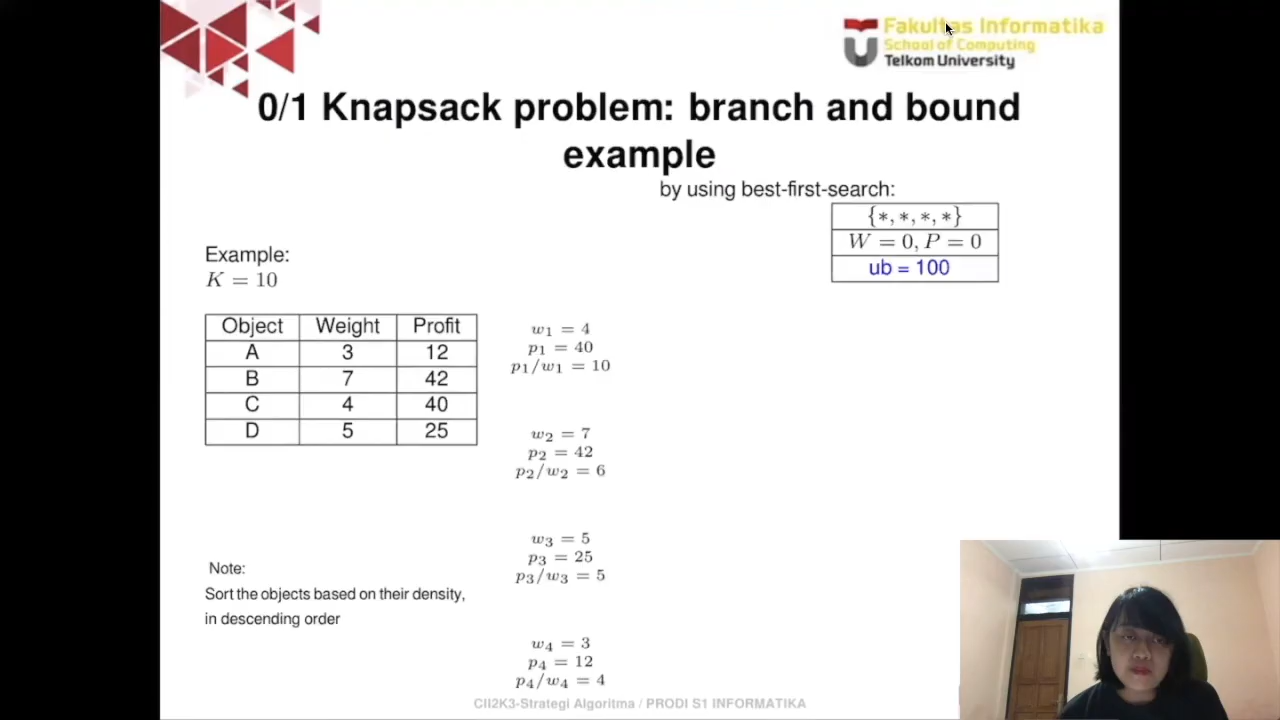 Fakultas Informatika
School of Computing
Telkom University
0/1 Knapsack problem: branch and bound
example
by using best-first-search:
{*, *, *, *}
W = 0, P = 0
ub = 100
Example:
K = 10
Object Weight Profit
A 3 12
B 7 42
C 4 40
D 5 25
w1 = 4
p1 = 40
p1/w1 = 10
w2 = 7
p2 = 42
p2/w2 = 6
w3 = 5
p3 = 25
p3/w3 = 5
w4 = 3
p4 = 12
p4/w4 = 4
Note:
Sort the objects based on their density,
in descending order
CII2K3-Strategi Algoritma / PRODI S1 INFORMATIKA